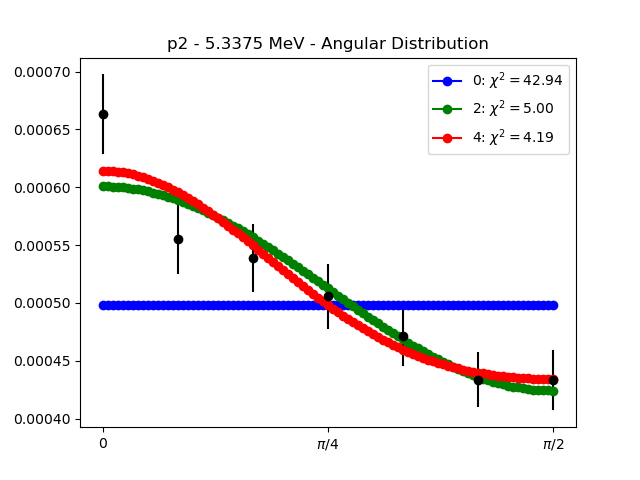 p2 - 5.3375 MeV - Angular Distribution
0.00070
0.00065
0.00060
0.00055
0.00050
0.00045
0.00040
0: χ² = 42.94
2: χ² = 5.00
4: χ² = 4.19
0
π/4
π/2